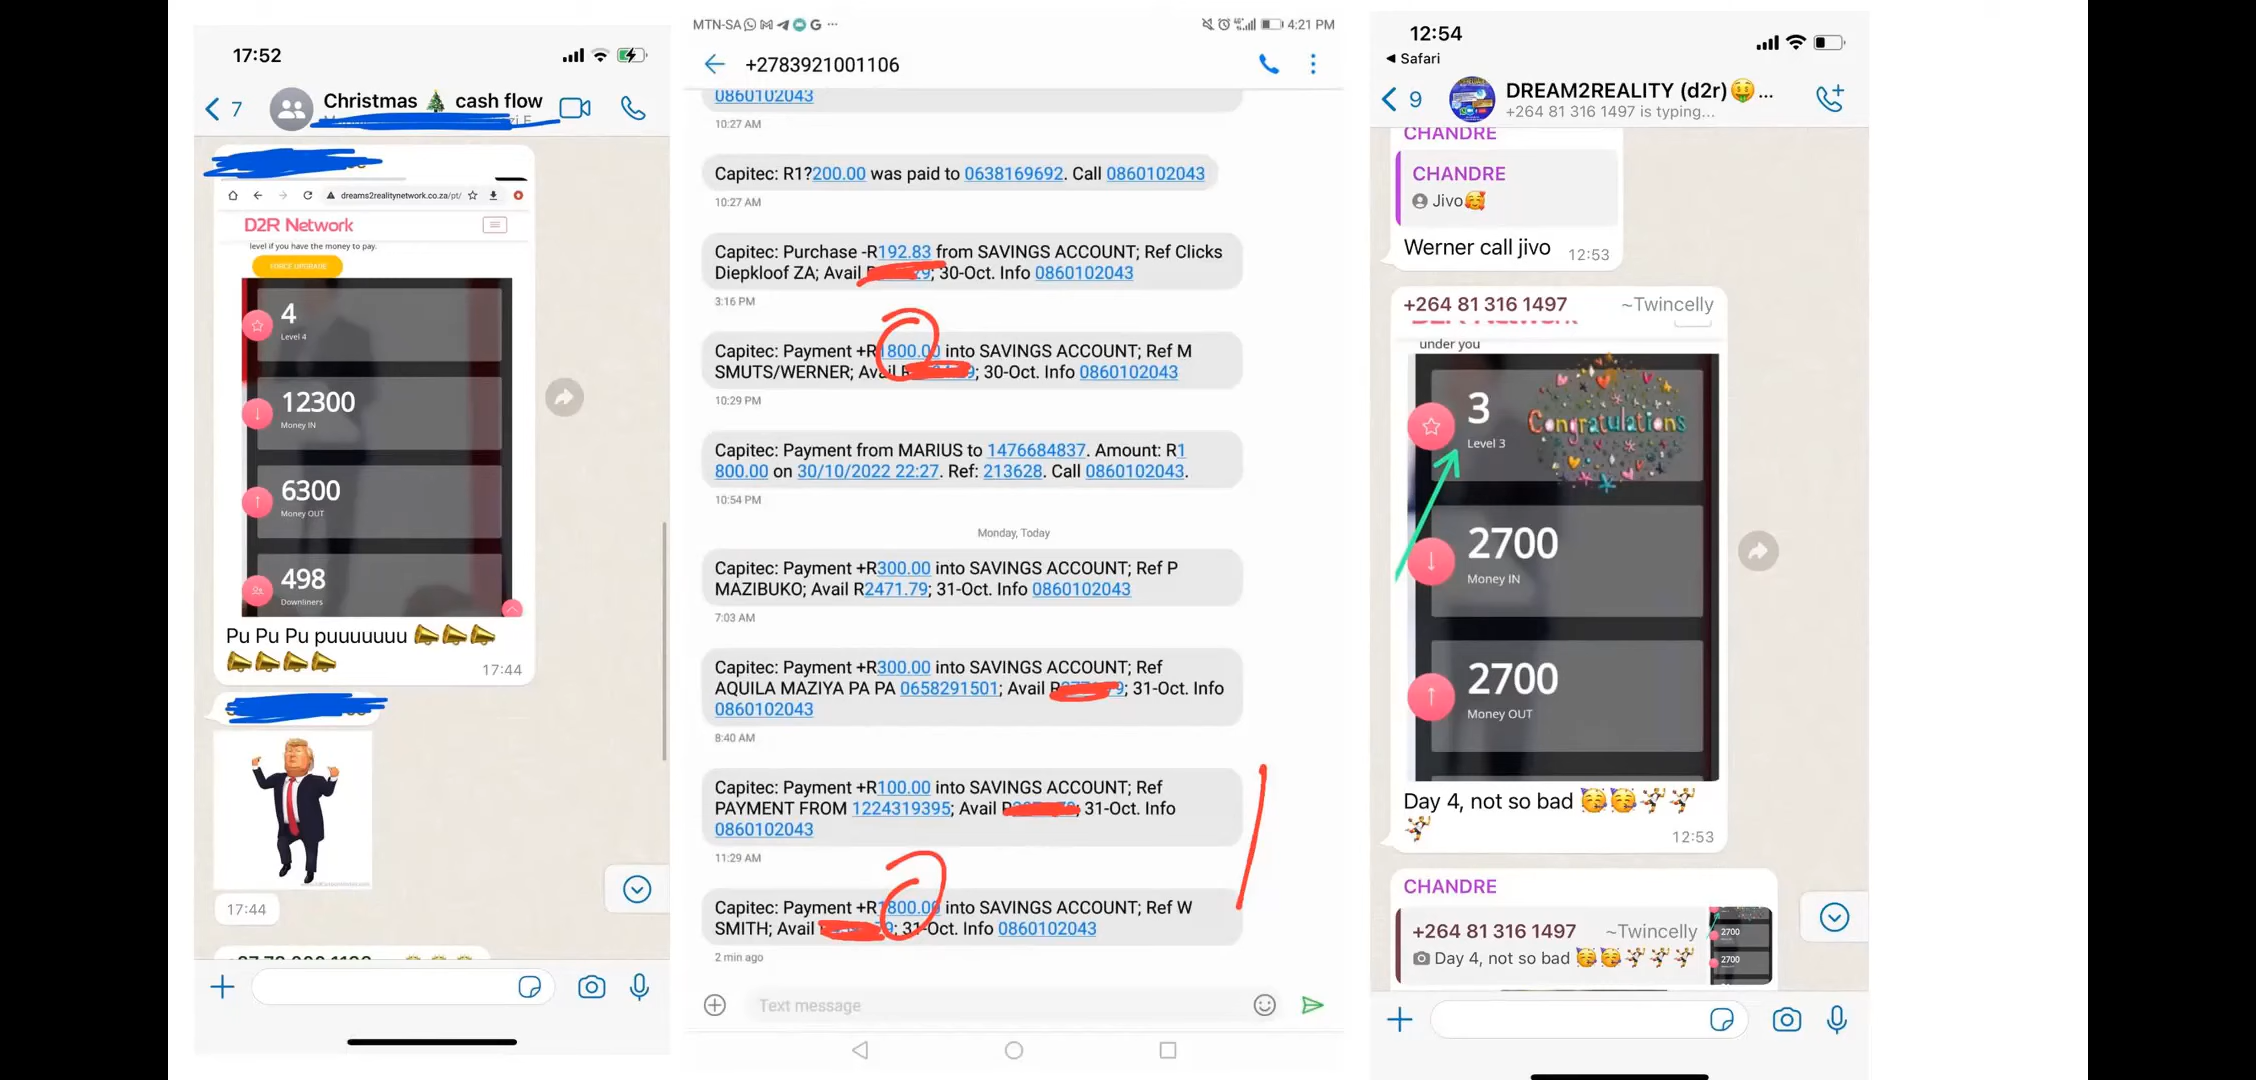 17:52
7
Christmas 🎄 cash flow
dreams2realitynetwork.co.za/pt/
D2R Network
level if you have the money to pay.
FORCE UPGRADE
4
Level 4
12300
Money IN
6300
Money OUT
498
Downliners
Pu Pu Pu puuuuuuu 📣📣📣
📣📣📣📣
17:44
17:44
MTN-SA
4:21 PM
+2783921001106
0860102043
10:27 AM
Capitec: R1?200.00 was paid to 0638169692. Call 0860102043
10:27 AM
Capitec: Purchase -R192.83 from SAVINGS ACCOUNT; Ref Clicks
Diepkloof ZA; Avail 30-Oct. Info 0860102043
3:16 PM
Capitec: Payment +R1800.00 into SAVINGS ACCOUNT; Ref M
SMUTS/WERNER; Avail 30-Oct. Info 0860102043
10:29 PM
Capitec: Payment from MARIUS to 1476684837. Amount: R1
800.00 on 30/10/2022 22:27. Ref: 213628. Call 0860102043.
10:54 PM
Monday, Today
Capitec: Payment +R300.00 into SAVINGS ACCOUNT; Ref P
MAZIBUKO; Avail R2471.79; 31-Oct. Info 0860102043
7:03 AM
Capitec: Payment +R300.00 into SAVINGS ACCOUNT; Ref
AQUILA MAZIYA PA PA 0658291501; Avail 31-Oct. Info
0860102043
8:40 AM
Capitec: Payment +R100.00 into SAVINGS ACCOUNT; Ref
PAYMENT FROM 1224319395; Avail 31-Oct. Info
0860102043
11:29 AM
Capitec: Payment +R1800.00 into SAVINGS ACCOUNT; Ref W
SMITH; Avail 31-Oct. Info 0860102043
2 min ago
Text message
12:54
Safari
9
DREAM2REALITY (d2r)🤑...
+264 81 316 1497 is typing...
CHANDRE
CHANDRE
Jivo🥰
Werner call jivo 12:53
+264 81 316 1497 ~Twincelly
D2R Network
under you
3
Level 3
Congratulations
2700
Money IN
2700
Money OUT
Day 4, not so bad 🥳🥳🤾🤾
🤾
12:53
CHANDRE
+264 81 316 1497 ~Twincelly
Day 4, not so bad 🥳🥳🤾🤾🤾
2700
2700